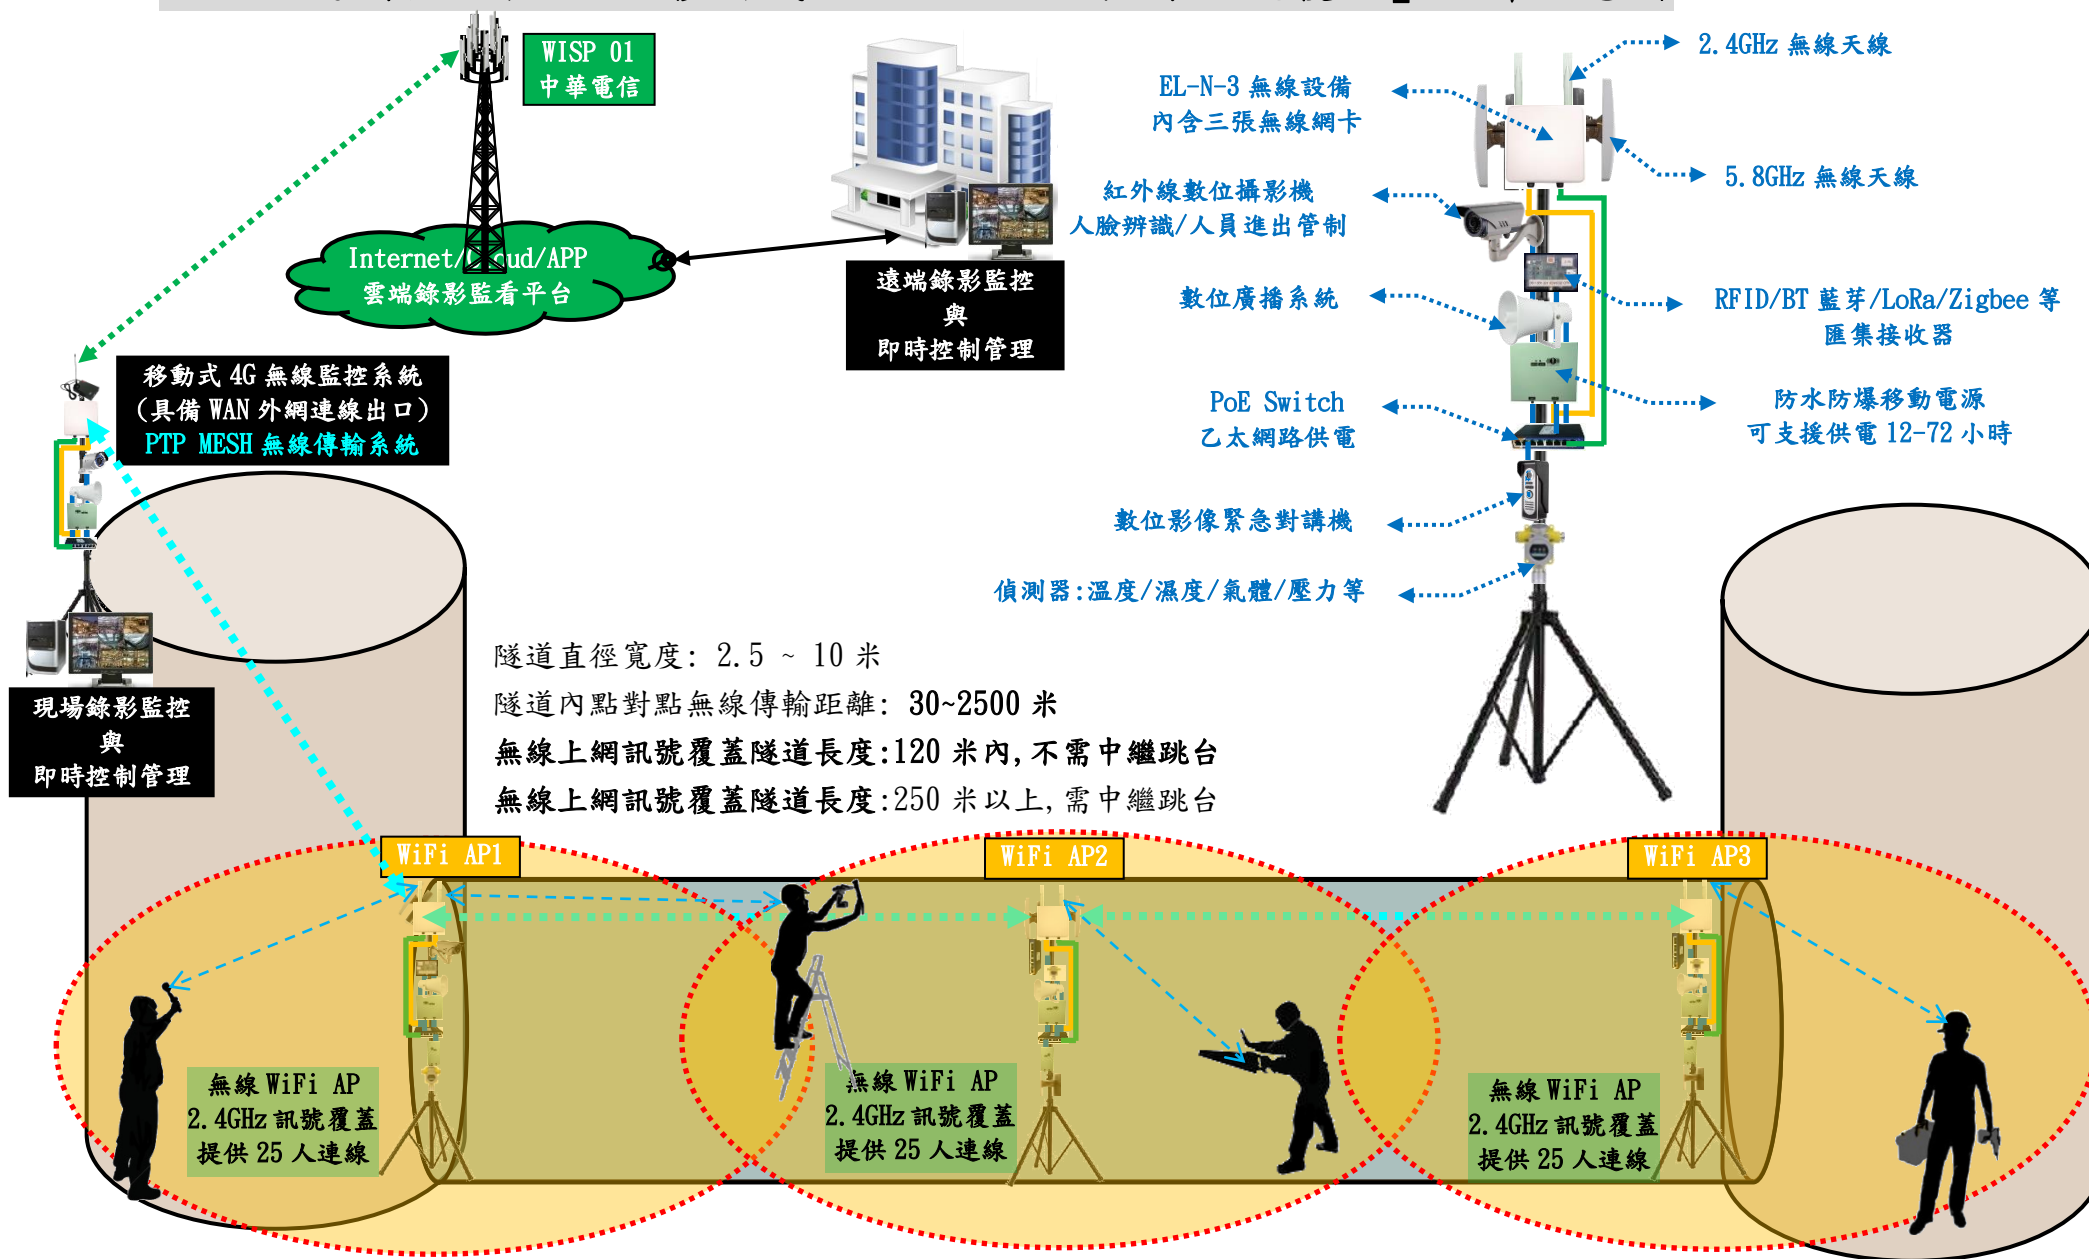 WISP 01
中華電信
Internet/Cloud/APP
雲端錄影監看平台
遠端錄影監控
與
即時控制管理
移動式 4G 無線監控系統
(具備 WAN 外網連線出口)
PTP MESH 無線傳輸系統
現場錄影監控
與
即時控制管理
2.4GHz 無線天線
EL-N-3 無線設備
內含三張無線網卡
5.8GHz 無線天線
紅外線數位攝影機
人臉辨識/人員進出管制
數位廣播系統
RFID/BT 藍芽/LoRa/Zigbee 等
匯集接收器
PoE Switch
乙太網路供電
防水防爆移動電源
可支援供電 12-72 小時
數位影像緊急對講機
偵測器:溫度/濕度/氣體/壓力等
隧道直徑寬度: 2.5 ~ 10 米
隧道內點對點無線傳輸距離: 30~2500 米
無線上網訊號覆蓋隧道長度:120 米內,不需中繼跳台
無線上網訊號覆蓋隧道長度:250 米以上,需中繼跳台
WiFi AP1
WiFi AP2
WiFi AP3
無線 WiFi AP
2.4GHz 訊號覆蓋
提供 25 人連線
無線 WiFi AP
2.4GHz 訊號覆蓋
提供 25 人連線
無線 WiFi AP
2.4GHz 訊號覆蓋
提供 25 人連線